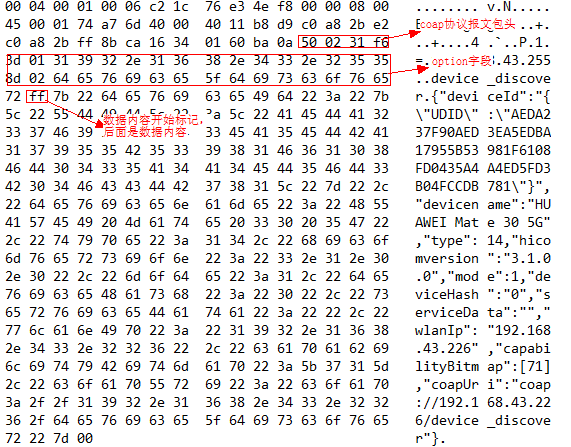 00 04 00 01 00 06 c2 1c 76 e3 4e f8 00 00 08 00 ........ v.N.....
45 00 01 74 a7 6d 40 00 40 11 b8 d9 c0 a8 2b e2 coap协议报文包头..+.
c0 a8 2b ff 8b ca 16 34 01 60 ba 0a 50 02 31 f6 ..+....4 .`..P.1.
3d 01 31 39 32 2e 31 36 38 2e 34 33 2e 32 35 35 =.option字段8.43.255
8d 02 64 65 76 69 63 65 5f 64 69 73 63 6f 76 65 ..device _discove
72 ff 7b 22 64 65 76 69 63 65 49 64 22 3a 22 7b r.{"deviceId":"{
5c 22 55 44 49 44 5c 22 3a 5c 22 41 45 44 41 32 \"UDID\" :\"AEDA2
数据内容开始标记,
33 37 46 39 33 45 41 35 45 44 42 41 37F90AED 3EA5EDBA
后面是数据内容.
31 37 39 35 35 42 35 33 39 38 31 46 36 31 30 38 17955B53 981F6108
46 44 30 34 33 35 41 34 41 34 45 44 35 46 44 33 FD0435A4 A4ED5FD3
42 30 34 46 43 43 44 42 37 38 31 5c 22 7d 22 2c B04FCCDB 781\"}",
22 64 65 76 69 63 65 6e 61 6d 65 22 3a 22 48 55 "devicen ame":"HU
41 57 45 49 20 4d 61 74 65 20 33 30 20 35 47 22 AWEI Mat e 30 5G"
2c 22 74 79 70 65 22 3a 31 34 2c 22 68 69 63 6f ,"type": 14,"hico
6d 76 65 72 73 69 6f 6e 22 3a 22 33 2e 31 2e 30 mversion ":"3.1.0
2e 30 22 2c 22 6d 6f 64 65 22 3a 31 2c 22 64 65 .0","mod e":1,"de
76 69 63 65 48 61 73 68 22 3a 22 30 22 2c 22 73 viceHash ":"0","s
65 72 76 69 63 65 44 61 74 61 22 3a 22 22 2c 22 erviceDa ta":"","
77 6c 61 6e 49 70 22 3a 22 31 39 32 2e 31 36 38 wlanIp": "192.168
2e 34 33 2e 32 32 36 22 2c 22 63 61 70 61 62 69 .43.226" ,"capabi
6c 69 74 79 42 69 74 6d 61 70 22 3a 5b 37 31 5d lityBitm ap":[71]
2c 22 63 6f 61 70 55 72 69 22 3a 22 63 6f 61 70 ,"coapUr i":"coap
3a 2f 2f 31 39 32 2e 31 36 38 2e 34 33 2e 32 32 ://192.1 68.43.22
36 2f 64 65 76 69 63 65 5f 64 69 73 63 6f 76 65 6/device _discove
72 22 7d 00 r"}.